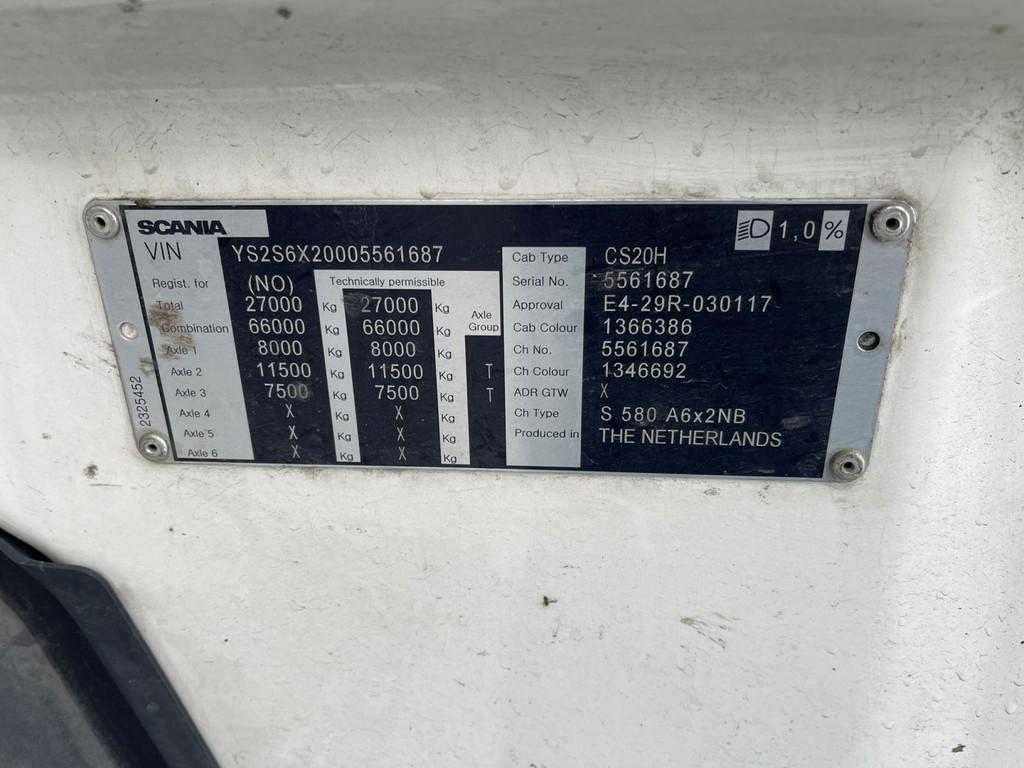 SCANIA
1,0 %
VIN YS2S6X20005561687
Regist. for (NO) Technically permissible
Total 27000 Kg 27000 Kg Axle Group
Combination 66000 Kg 66000 Kg
Axle 1 8000 Kg 8000 Kg
Axle 2 11500 Kg 11500 Kg T
Axle 3 7500 Kg 7500 Kg T
Axle 4 X Kg X Kg
Axle 5 X Kg X Kg
Axle 6 X Kg X Kg
Cab Type CS20H
Serial No. 5561687
Approval E4-29R-030117
Cab Colour 1366386
Ch No. 5561687
Ch Colour 1346692
ADR GTW X
Ch Type S 580 A6x2NB
Produced in THE NETHERLANDS
2325452